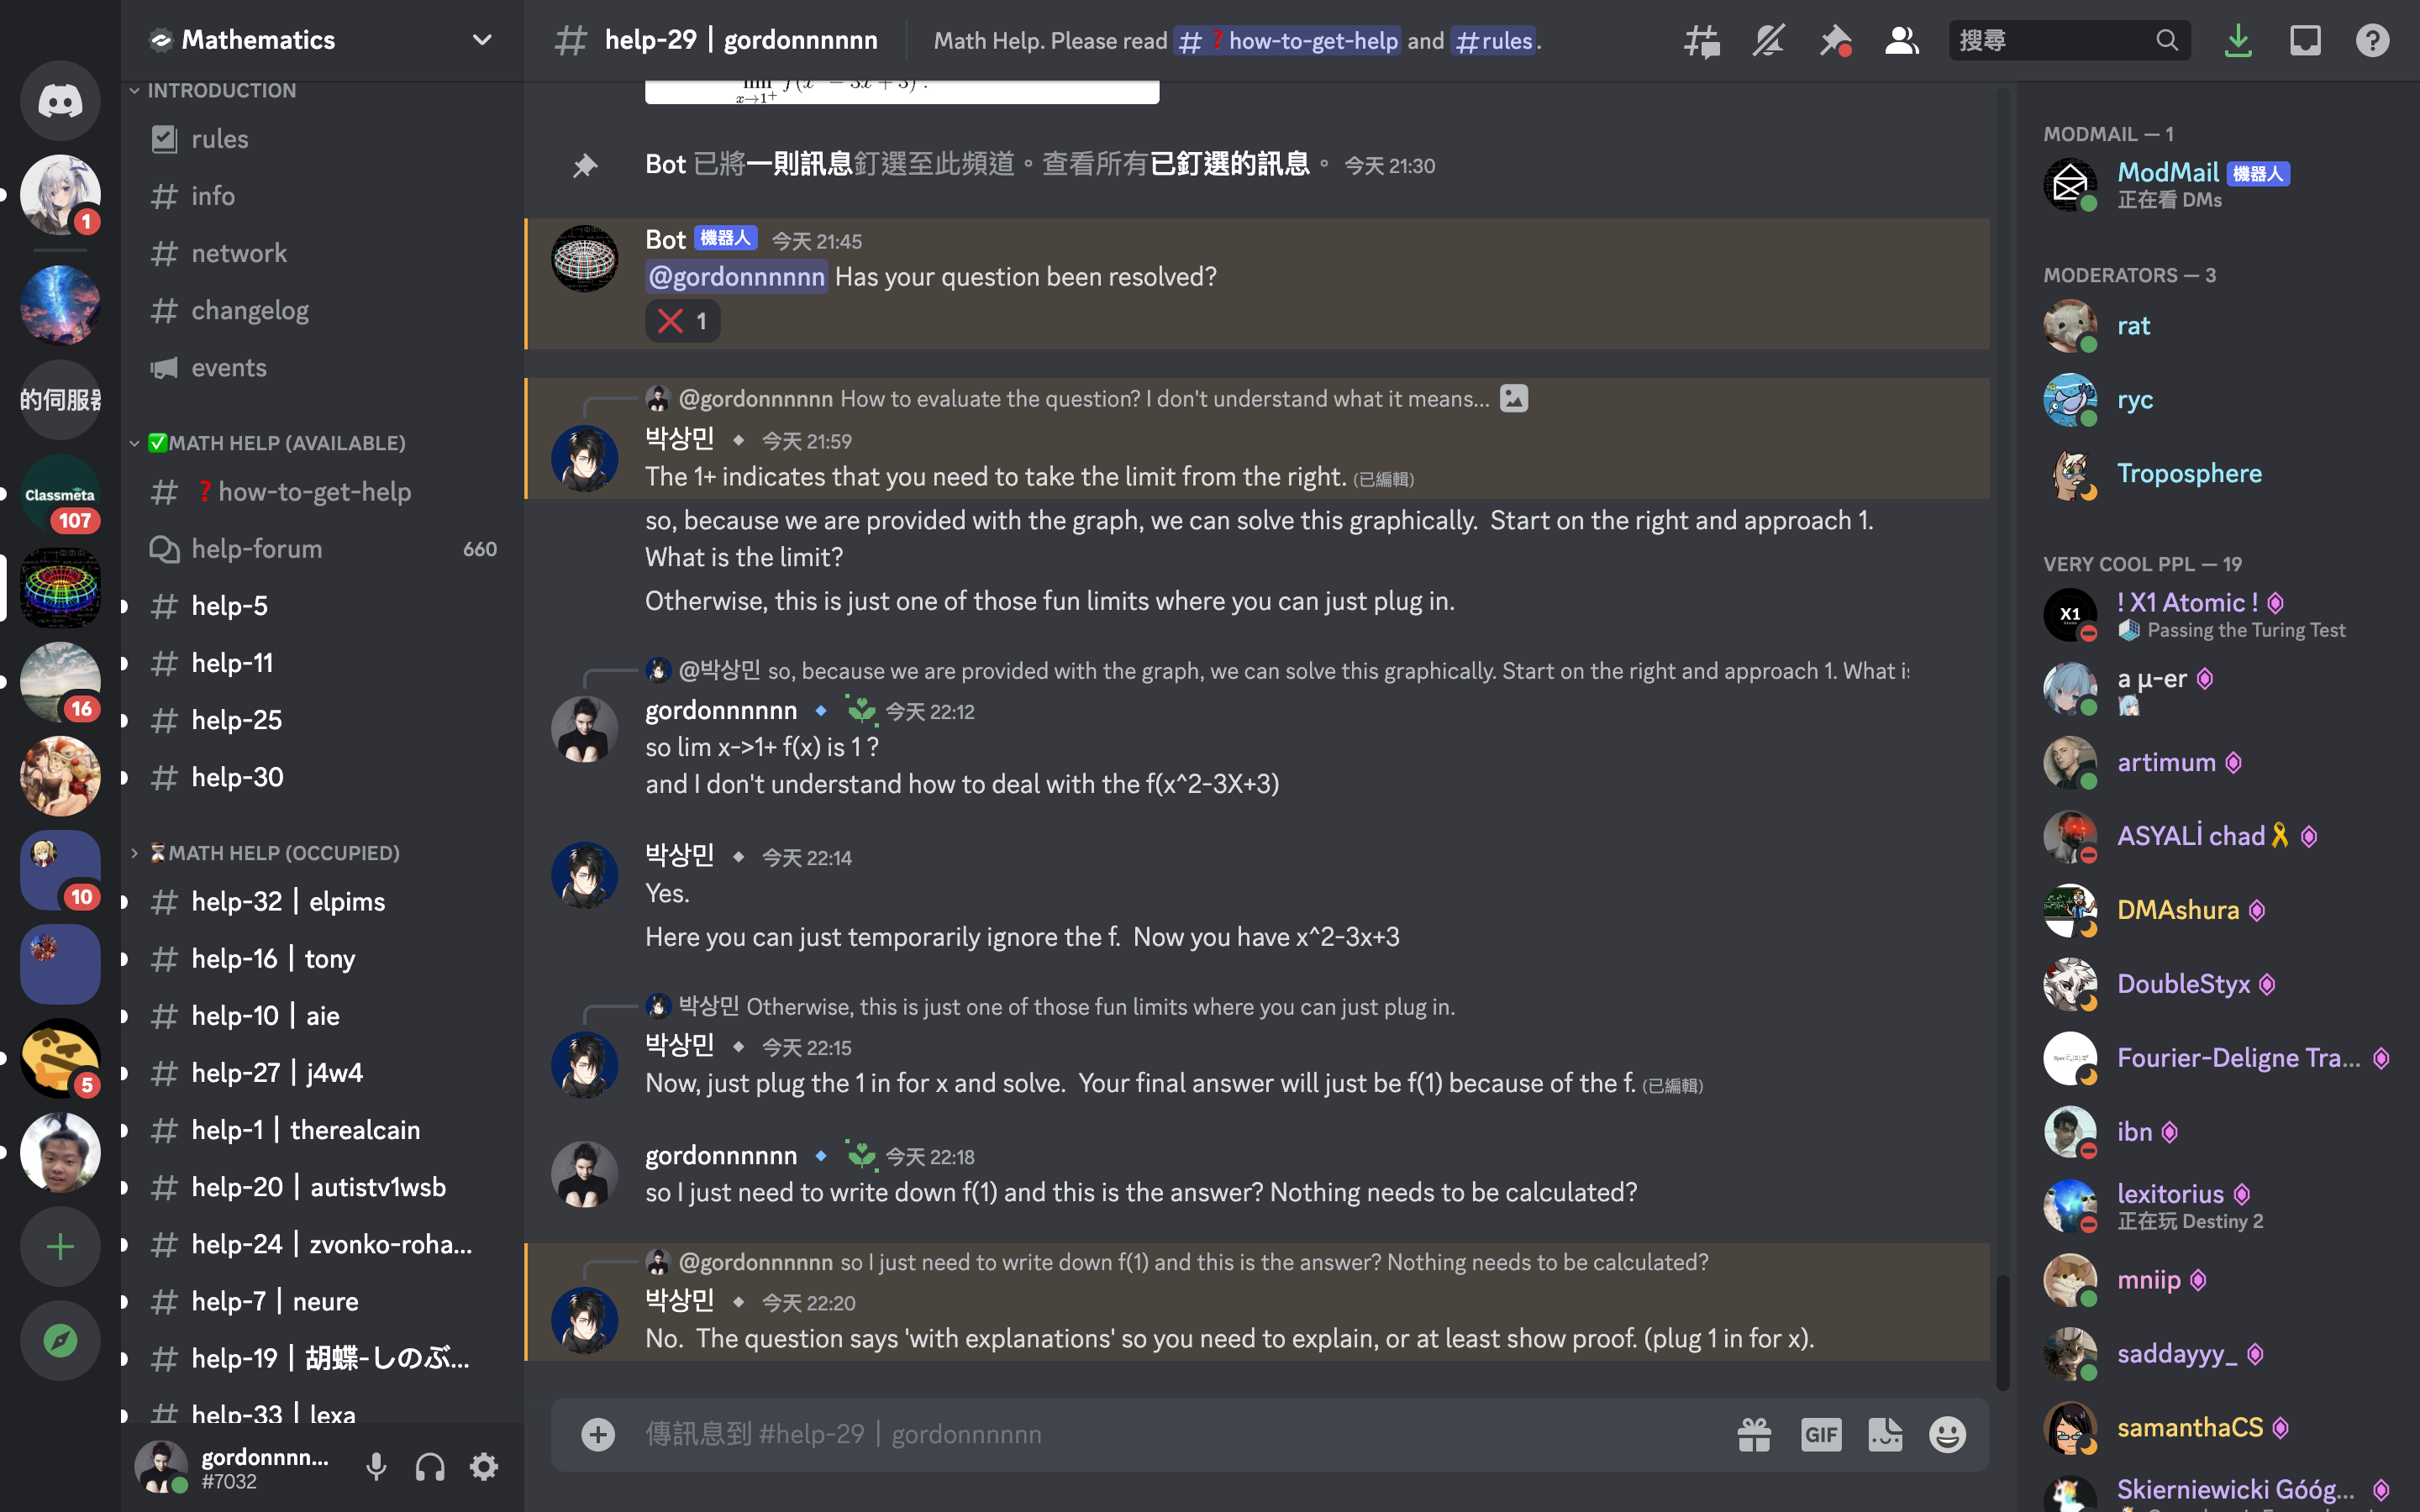 Mathematics
INTRODUCTION
rules
info
network
changelog
events
✅MATH HELP (AVAILABLE)
❓how-to-get-help
help-forum 660
help-5
help-11
help-25
help-30
⏳MATH HELP (OCCUPIED)
help-32 | elpims
help-16 | tony
help-10 | aie
help-27 | j4w4
help-1 | therealcain
help-20 | autistv1wsb
help-24 | zvonko-roha...
help-7 | neure
help-19 | 胡蝶-しのぶ...
help-33 | lexa
gordonnnn...
#7032
1
的伺服器
Classmeta
107
16
10
5
help-29 | gordonnnnnn
Math Help. Please read # ❓how-to-get-help and #rules.
搜尋
lim f(x² − 3x + 3) .
x→1⁺
Bot 已將一則訊息釘選至此頻道。查看所有已釘選的訊息。 今天 21:30
Bot 機器人 今天 21:45
@gordonnnnnn Has your question been resolved?
❌ 1
@gordonnnnnn How to evaluate the question? I don't understand what it means...
박상민 今天 21:59
The 1+ indicates that you need to take the limit from the right. (已編輯)
so, because we are provided with the graph, we can solve this graphically. Start on the right and approach 1.
What is the limit?
Otherwise, this is just one of those fun limits where you can just plug in.
@박상민 so, because we are provided with the graph, we can solve this graphically. Start on the right and approach 1. What is
gordonnnnnn 今天 22:12
so lim x->1+ f(x) is 1 ?
and I don't understand how to deal with the f(x^2-3X+3)
박상민 今天 22:14
Yes.
Here you can just temporarily ignore the f. Now you have x^2-3x+3
박상민 Otherwise, this is just one of those fun limits where you can just plug in.
박상민 今天 22:15
Now, just plug the 1 in for x and solve. Your final answer will just be f(1) because of the f. (已編輯)
gordonnnnnn 今天 22:18
so I just need to write down f(1) and this is the answer? Nothing needs to be calculated?
@gordonnnnnn so I just need to write down f(1) and this is the answer? Nothing needs to be calculated?
박상민 今天 22:20
No. The question says 'with explanations' so you need to explain, or at least show proof. (plug 1 in for x).
傳訊息到 #help-29 | gordonnnnnn
GIF
MODMAIL — 1
ModMail 機器人
正在看 DMs
MODERATORS — 3
rat
ryc
Troposphere
VERY COOL PPL — 19
X1
! X1 Atomic !
Passing the Turing Test
a μ-er
artimum
ASYALİ chad🎗
DMAshura
DoubleStyx
Fourier-Deligne Tra...
ibn
lexitorius
正在玩 Destiny 2
mniip
saddayyy_
samanthaCS
Skierniewicki Góóg...